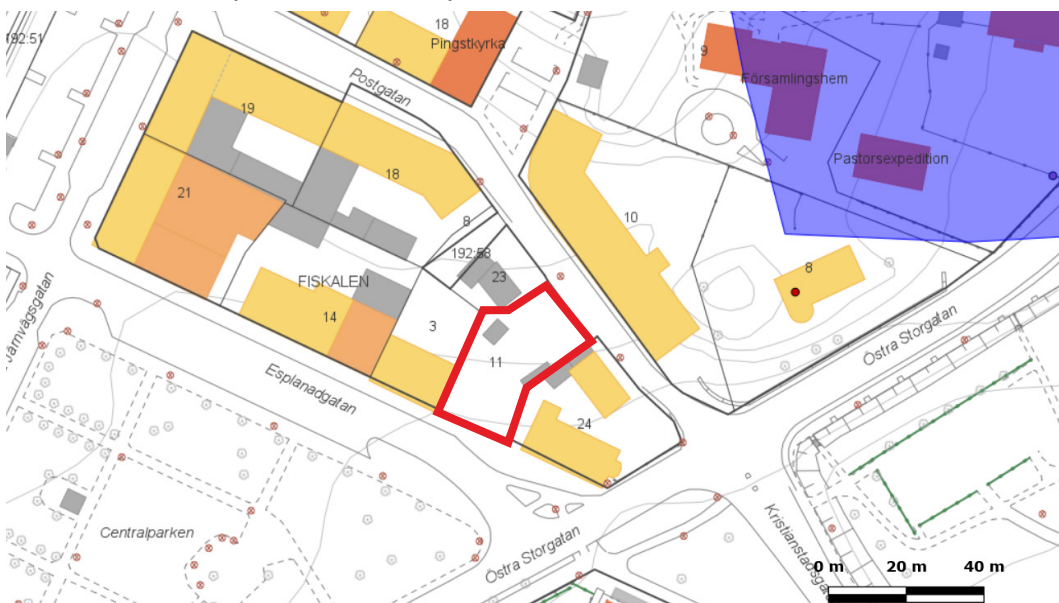 18
Pingstkyrka
192:51
9
Församlingshem
Postgatan
19
Pastorsexpedition
18
21
8
10
192:58
23
8
FISKALEN
14
3
11
Järnvägsgatan
Esplanadgatan
Östra Storgatan
24
Centralparken
Östra Storgatan
0 m 20 m 40 m